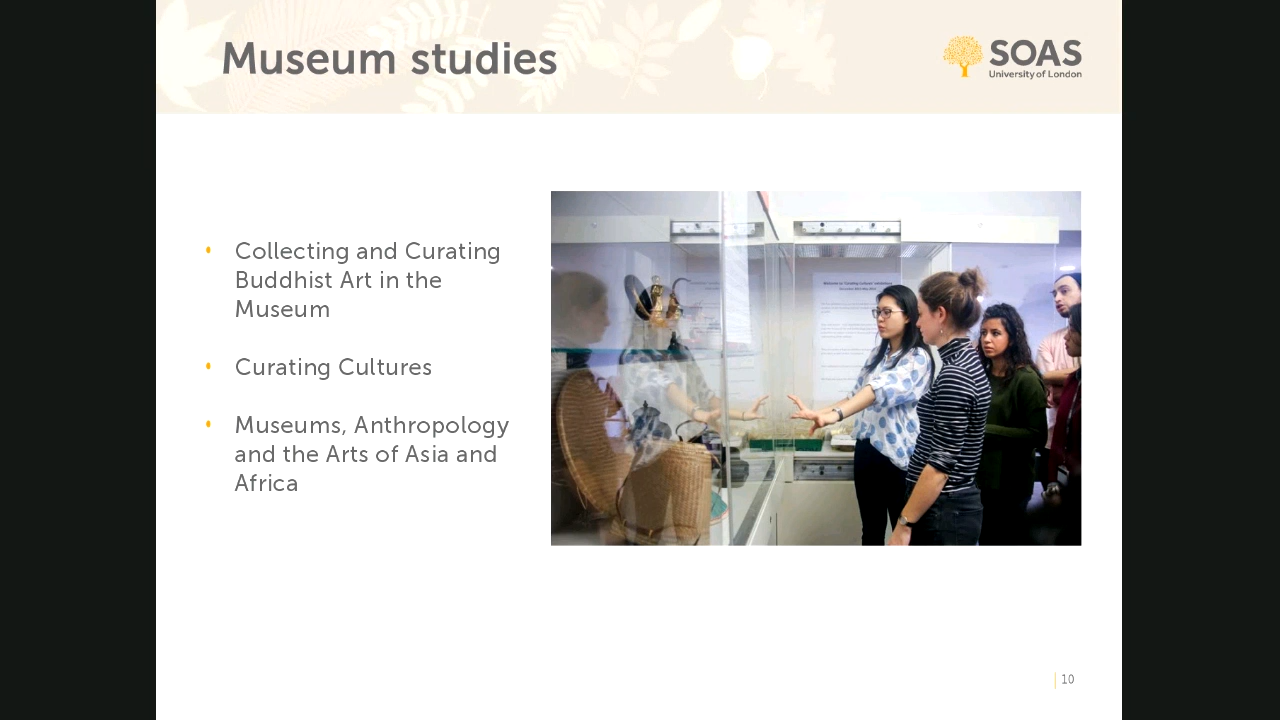 Museum studies
SOAS
University of London
• Collecting and Curating
Buddhist Art in the
Museum
• Curating Cultures
• Museums, Anthropology
and the Arts of Asia and
Africa
10